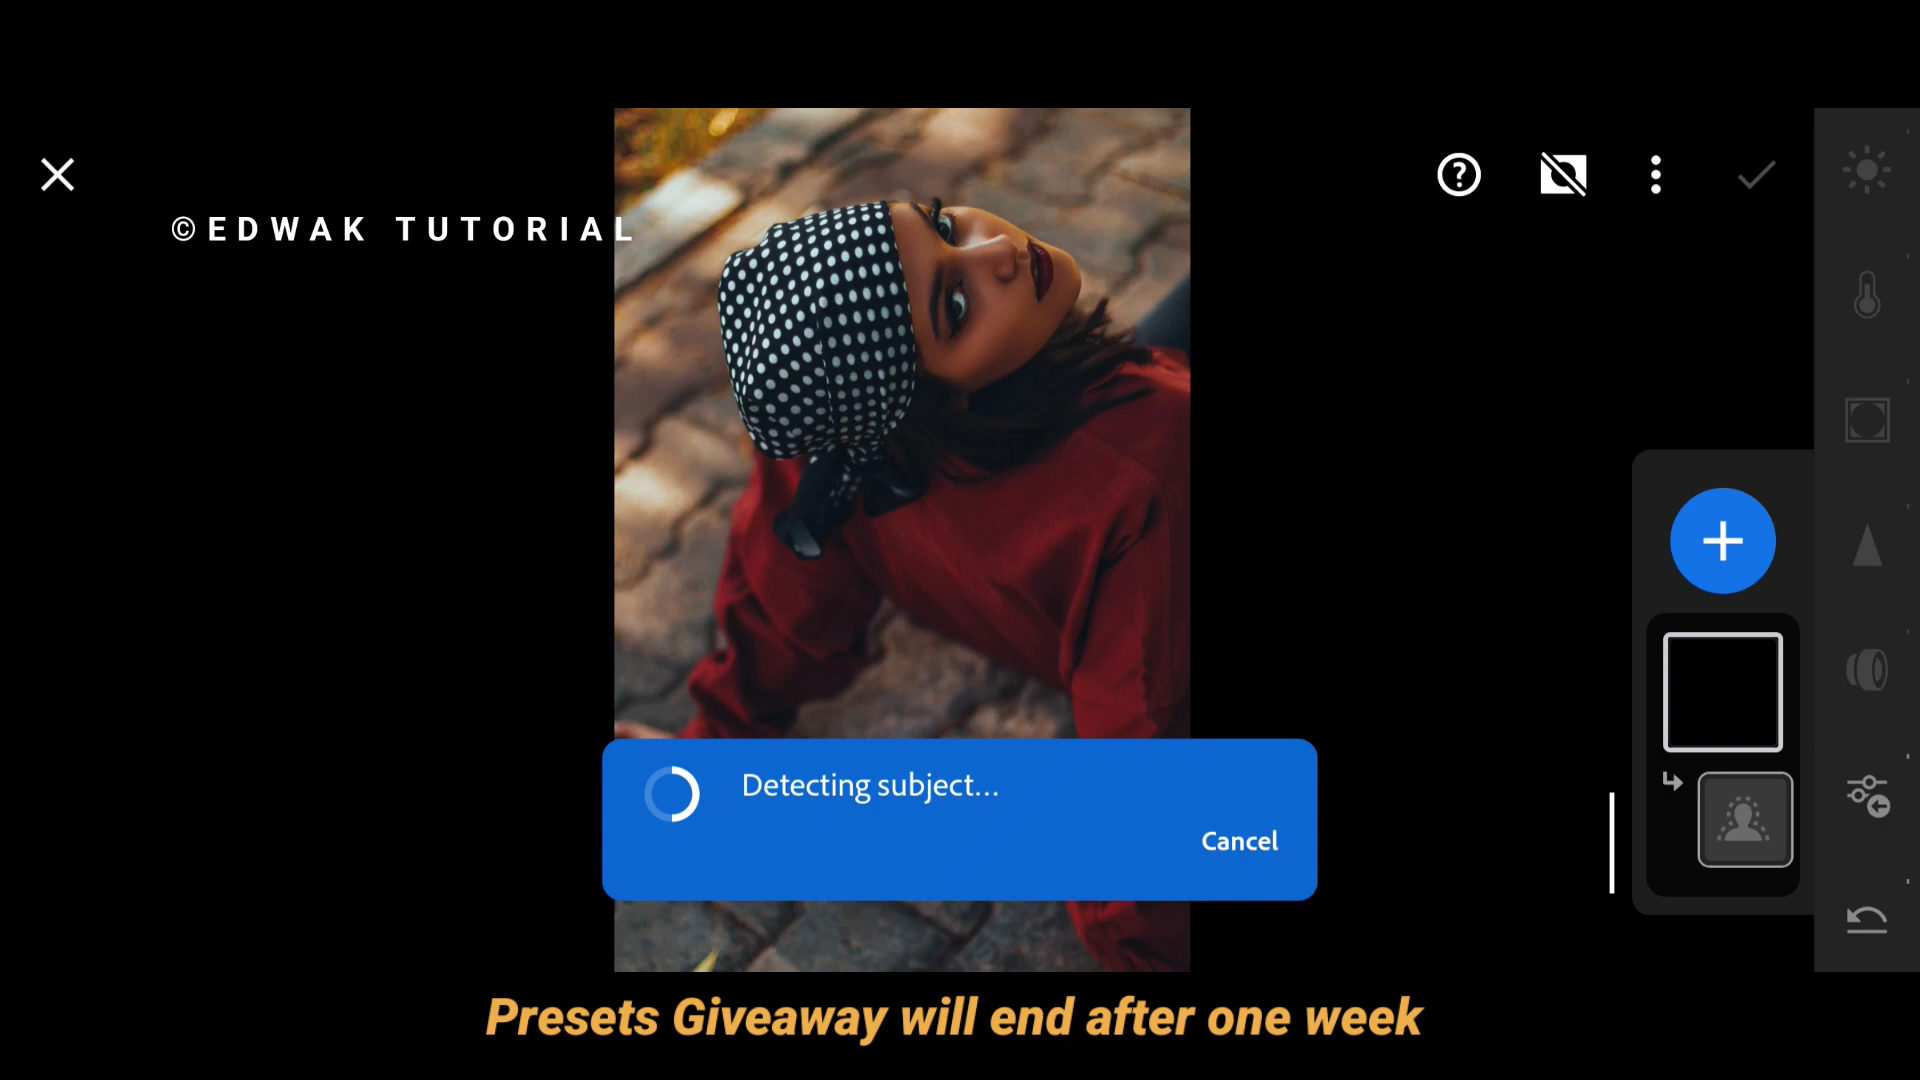 ©EDWAK TUTORIAL
Detecting subject...
Cancel
Presets Giveaway will end after one week